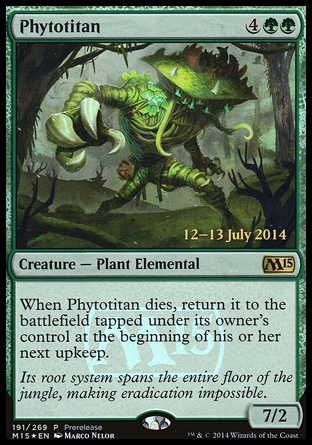 Phytotitan 4
12–13 July 2014
Creature — Plant Elemental M15
When Phytotitan dies, return it to the
battlefield tapped under its owner's
control at the beginning of his or her
next upkeep.
Its root system spans the entire floor of the
jungle, making eradication impossible.
7/2
191/269 P Prerelease
M15 • EN Marco Nelor ™ & © 2014 Wizards of the Coast